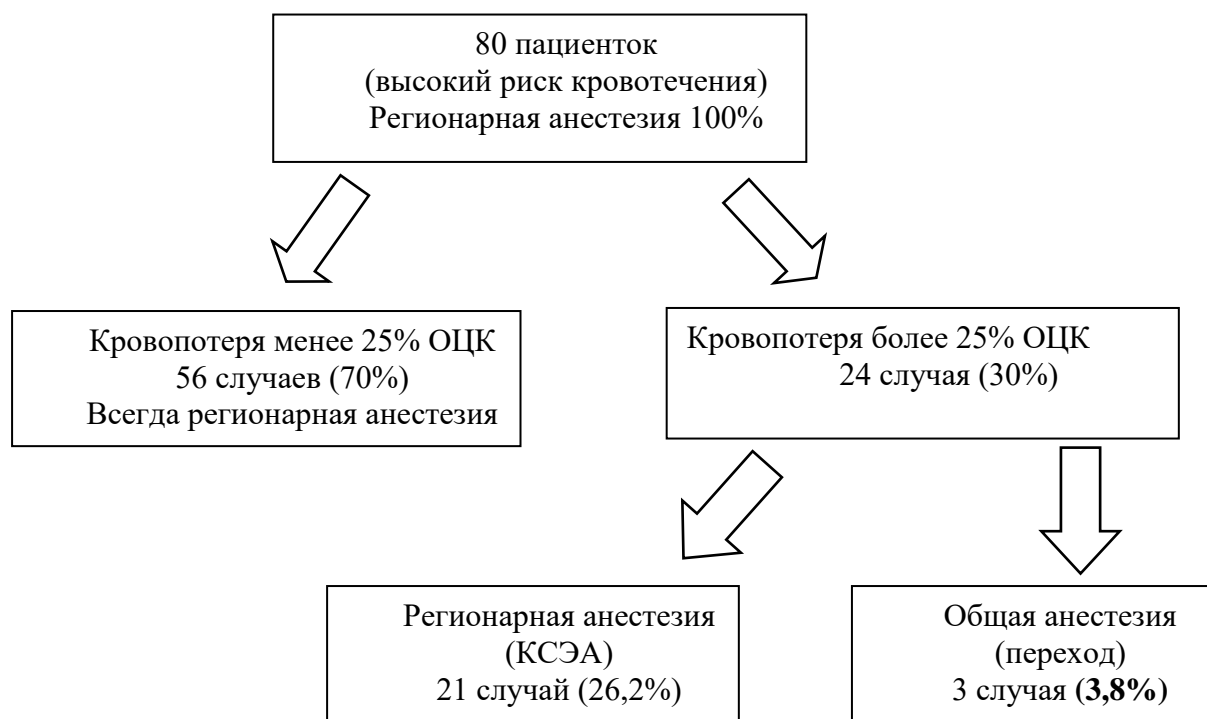 80 пациенток
(высокий риск кровотечения)
Регионарная анестезия 100%
Кровопотеря менее 25% ОЦК
56 случаев (70%)
Всегда регионарная анестезия
Кровопотеря более 25% ОЦК
24 случая (30%)
Регионарная анестезия
(КСЭА)
21 случай (26,2%)
Общая анестезия
(переход)
3 случая (3,8%)